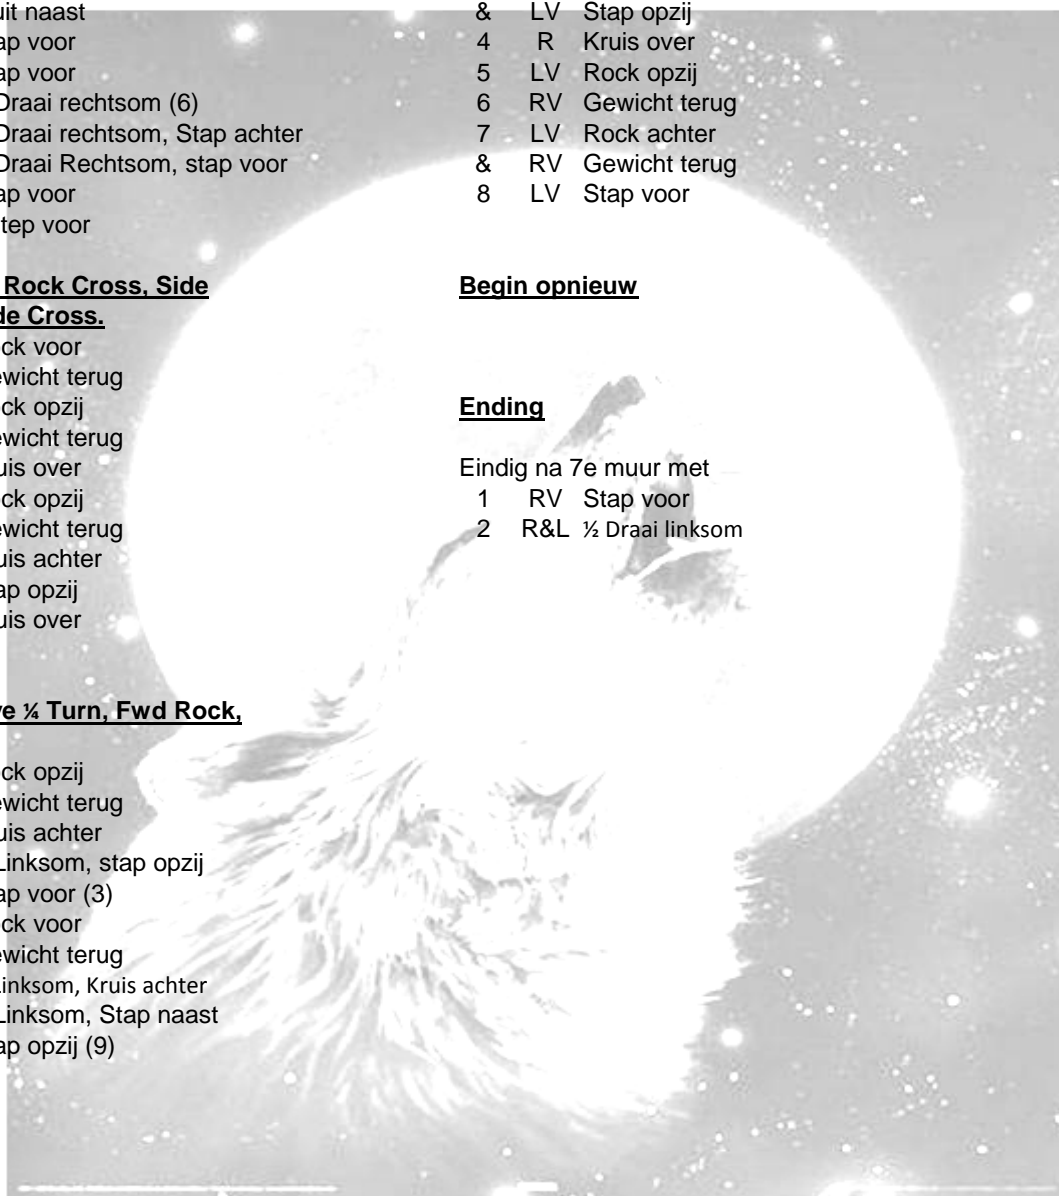 uit naast
ap voor
ap voor
Draai rechtsom (6)
Draai rechtsom, Stap achter
Draai Rechtsom, stap voor
ap voor
tep voor
Rock Cross, Side
de Cross.
ck voor
ewicht terug
ck opzij
ewicht terug
uis over
ck opzij
ewicht terug
uis achter
ap opzij
uis over
ve ¼ Turn, Fwd Rock,
ck opzij
ewicht terug
uis achter
Linksom, stap opzij
ap voor (3)
ck voor
ewicht terug
Linksom, Kruis achter
Linksom, Stap naast
ap opzij (9)
& LV Stap opzij
4 R Kruis over
5 LV Rock opzij
6 RV Gewicht terug
7 LV Rock achter
& RV Gewicht terug
8 LV Stap voor
Begin opnieuw
Ending
Eindig na 7e muur met
1 RV Stap voor
2 R&L ½ Draai linksom